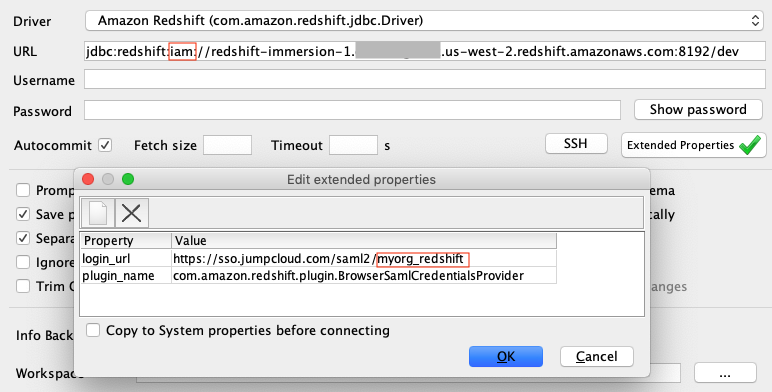 Driver Amazon Redshift (com.amazon.redshift.jdbc.Driver)
URL jdbc:redshift:iam://redshift-immersion-1. .us-west-2.redshift.amazonaws.com:8192/dev
Username
Password Show password
Autocommit Fetch size Timeout s SSH Extended Properties
Edit extended properties
Promp ema
Save p cally
Separa
Ignore
Trim C anges
Property Value
login_url https://sso.jumpcloud.com/saml2/myorg_redshift
plugin_name com.amazon.redshift.plugin.BrowserSamlCredentialsProvider
Copy to System properties before connecting
Info Back
OK Cancel
Workspac ...